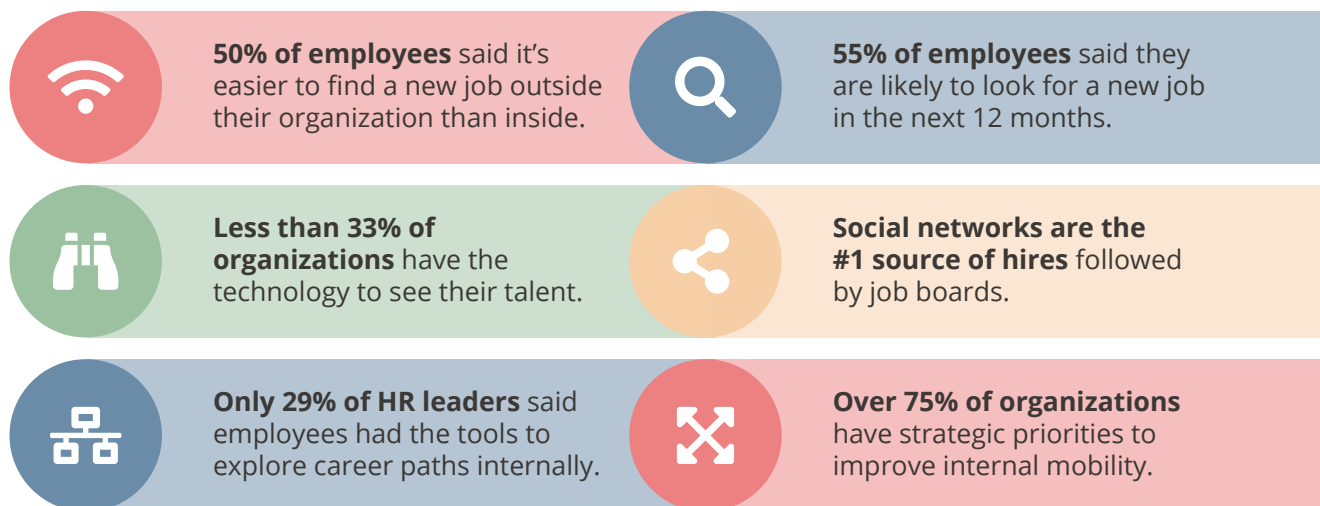 50% of employees said it's
easier to find a new job outside
their organization than inside.
55% of employees said they
are likely to look for a new job
in the next 12 months.
Less than 33% of
organizations have the
technology to see their talent.
Social networks are the
#1 source of hires followed
by job boards.
Only 29% of HR leaders said
employees had the tools to
explore career paths internally.
Over 75% of organizations
have strategic priorities to
improve internal mobility.